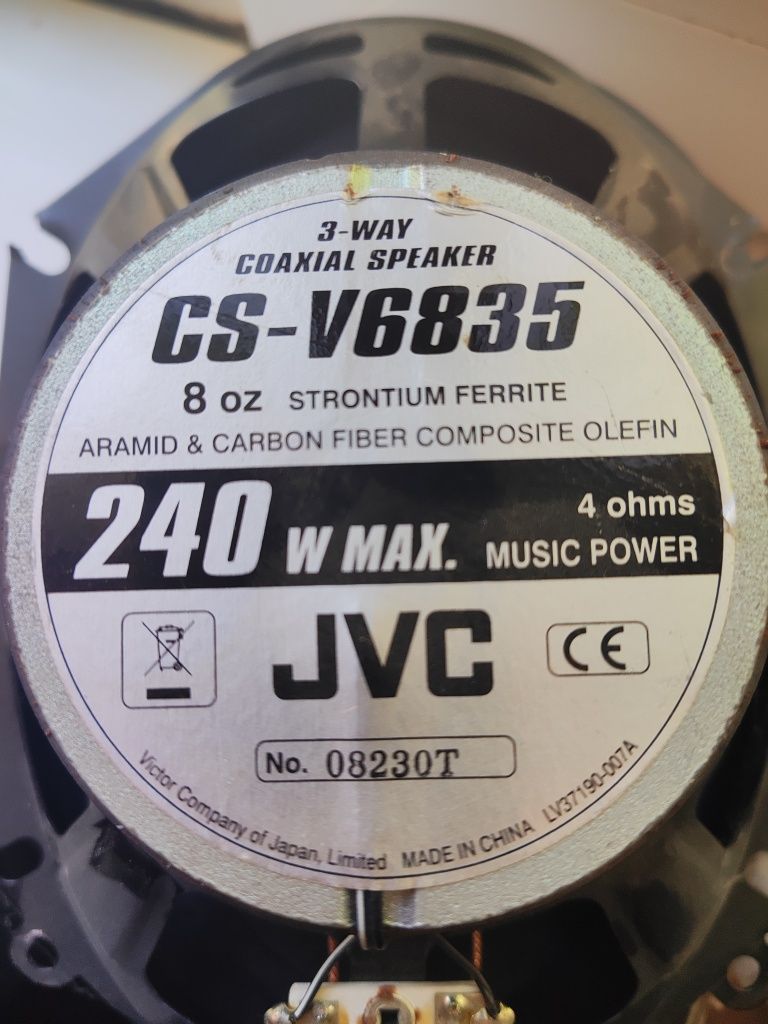 3-WAY
COAXIAL SPEAKER
CS-V6835
8 oz STRONTIUM FERRITE
ARAMID & CARBON FIBER COMPOSITE OLEFIN
240 W MAX. 4 ohms MUSIC POWER
JVC
CE
No. 08230T
Victor Company of Japan, Limited MADE IN CHINA LV37190-007A